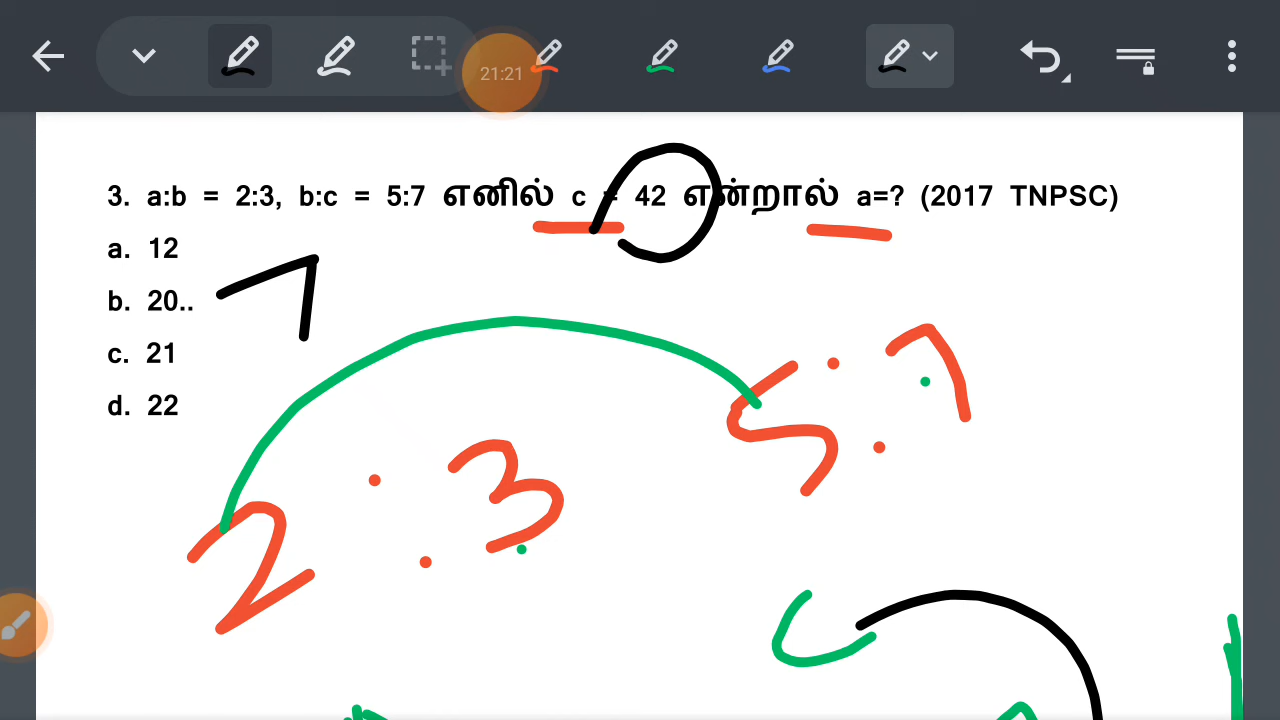 21:21
3. a:b = 2:3, b:c = 5:7 எனில் c = 42 என்றால் a=? (2017 TNPSC)
a. 12
b. 20..
c. 21
d. 22
5 : 7
2 : 3